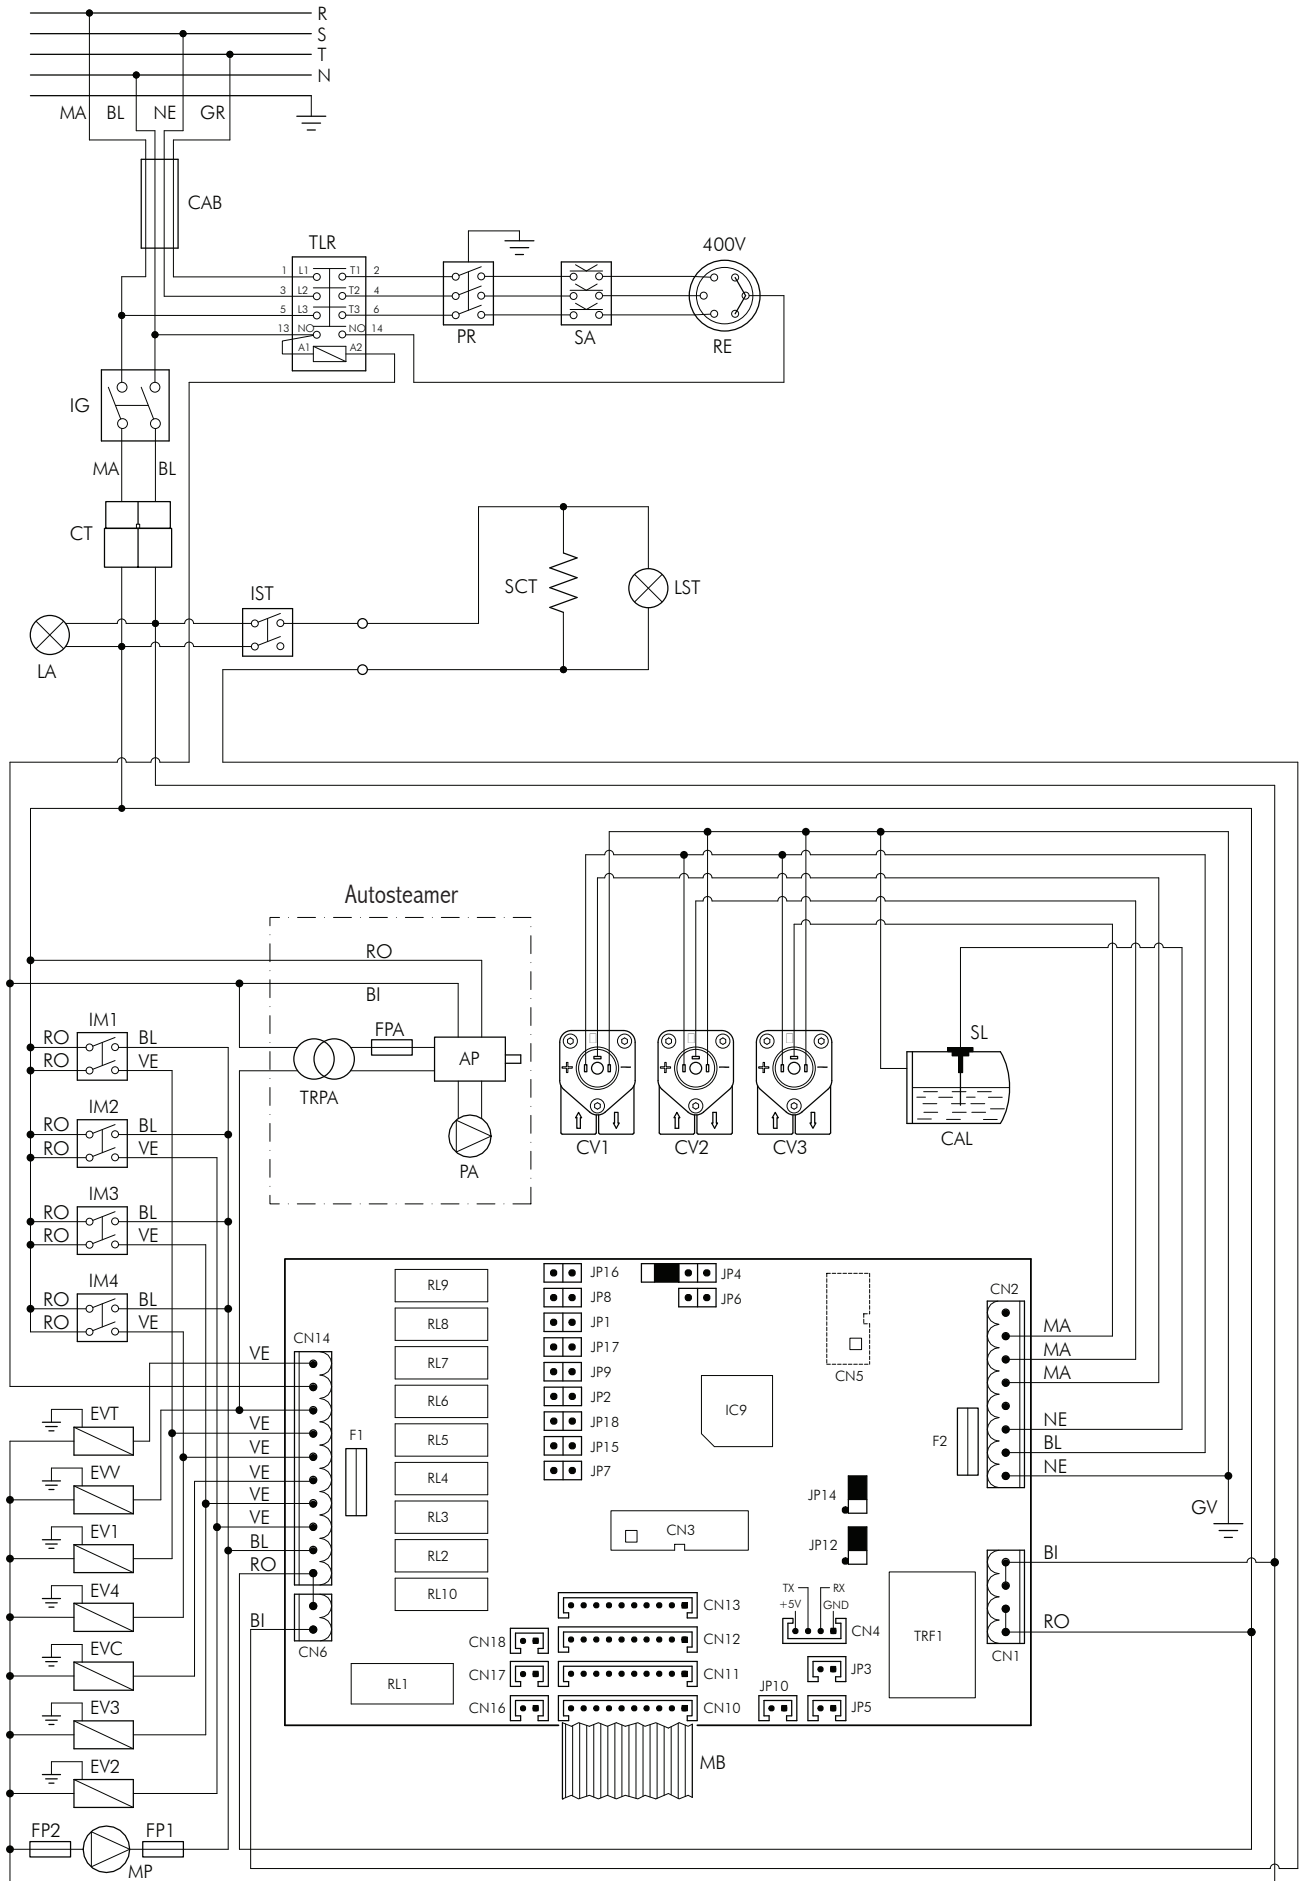 R
S
T
N
MA BL NE GR
CAB
TLR
400V
1 L1 T1 2
3 L2 T2 4
5 L3 T3 6
13 NO NO 14
A1 A2
PR
SA
RE
IG
MA BL
CT
IST
SCT
LST
LA
Autosteamer
RO
BI
FPA
AP
TRPA
PA
IM1
RO BL
RO VE
IM2
RO BL
RO VE
IM3
RO BL
RO VE
IM4
RO BL
RO VE
+ −
+ −
+ −
CV1
CV2
CV3
SL
CAL
CN14
VE
VE
VE
VE
VE
VE
BL
RO
BI
CN6
F1
RL9
RL8
RL7
RL6
RL5
RL4
RL3
RL2
RL10
RL1
JP16
JP8
JP1
JP17
JP9
JP2
JP18
JP15
JP7
JP4
JP6
CN5
IC9
F2
JP14
JP12
CN3
CN2
MA
MA
MA
NE
BL
NE
GV
BI
RO
CN1
TRF1
TX RX
+5V GND
CN4
JP3
JP10
JP5
CN13
CN12
CN11
CN10
CN18
CN17
CN16
MB
EVT
EVV
EV1
EV4
EVC
EV3
EV2
FP2 FP1
MP